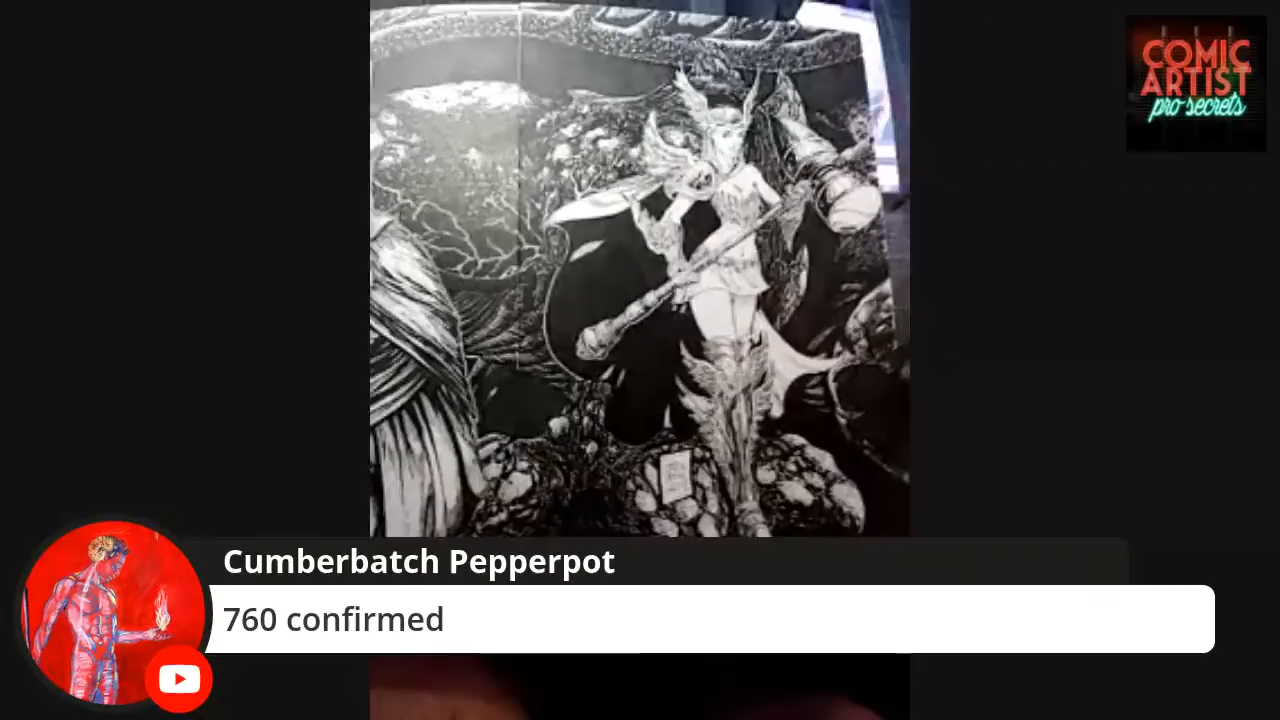 COMIC
ARTIST
pro secrets
Cumberbatch Pepperpot
760 confirmed